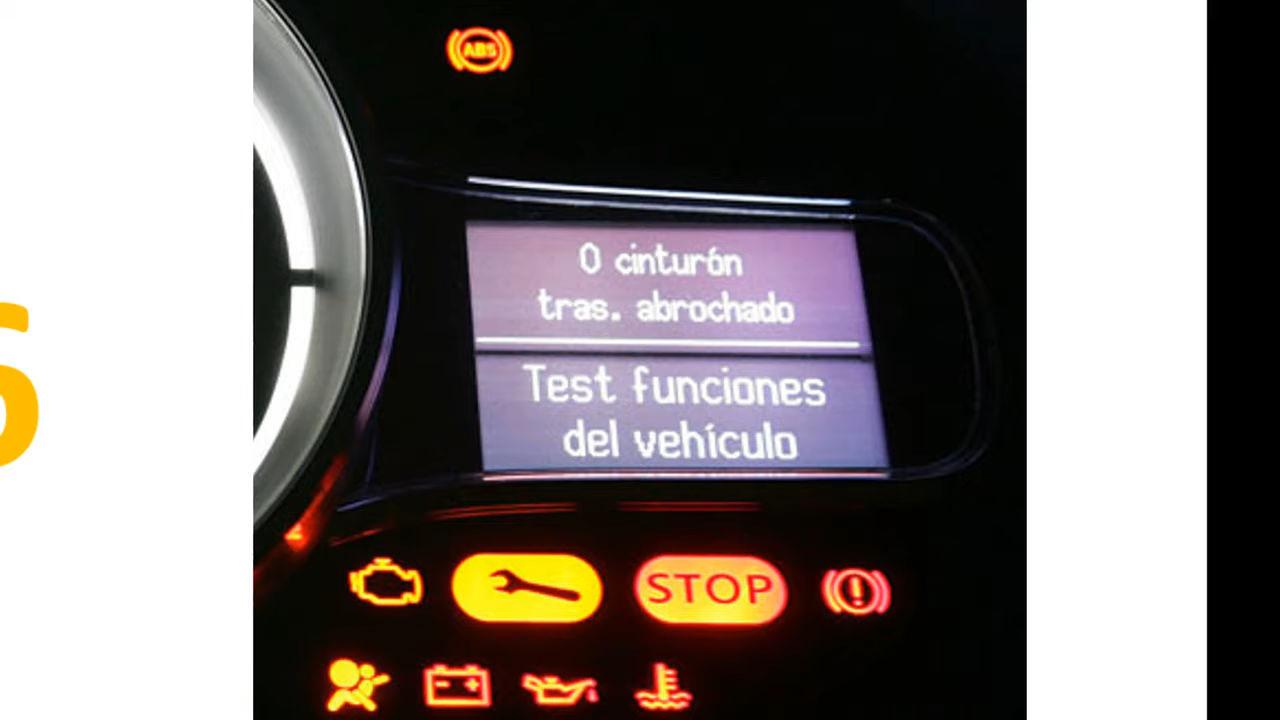 ABS
0 cinturón
tras. abrochado
Test funciones
del vehículo
STOP